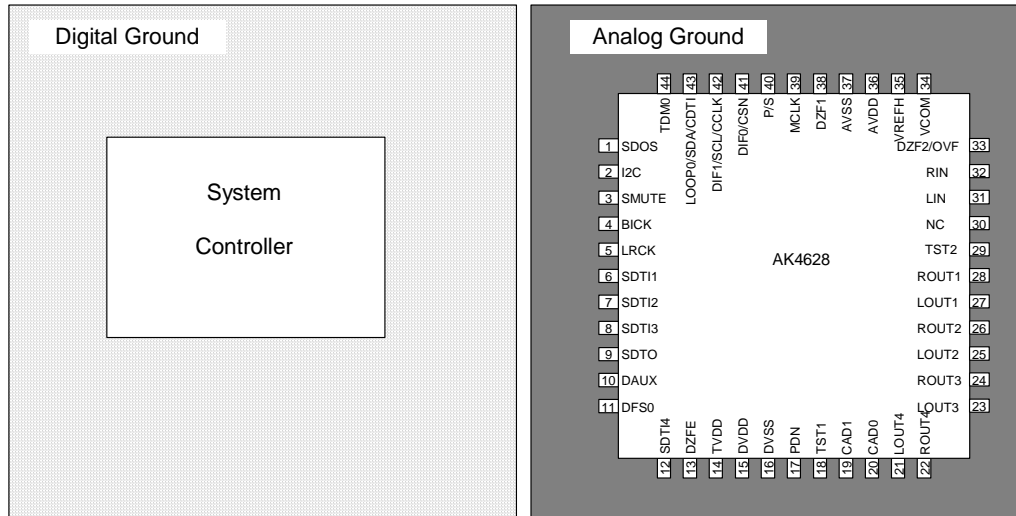 Digital Ground
System
Controller
Analog Ground
44 43 42 41 40 39 38 37 36 35 34
TDM0
LOOP0/SDA/CDTI
DIF1/SCL/CCLK
DIF0/CSN
P/S
MCLK
DZF1
AVSS
AVDD
VREFH
VCOM
1 SDOS
2 I2C
3 SMUTE
4 BICK
5 LRCK
6 SDTI1
7 SDTI2
8 SDTI3
9 SDTO
10 DAUX
11 DFS0
AK4628
DZF2/OVF 33
RIN 32
LIN 31
NC 30
TST2 29
ROUT1 28
LOUT1 27
ROUT2 26
LOUT2 25
ROUT3 24
LOUT3 23
SDTI4
DZFE
TVDD
DVDD
DVSS
PDN
TST1
CAD1
CAD0
LOUT4
ROUT4
12 13 14 15 16 17 18 19 20 21 22